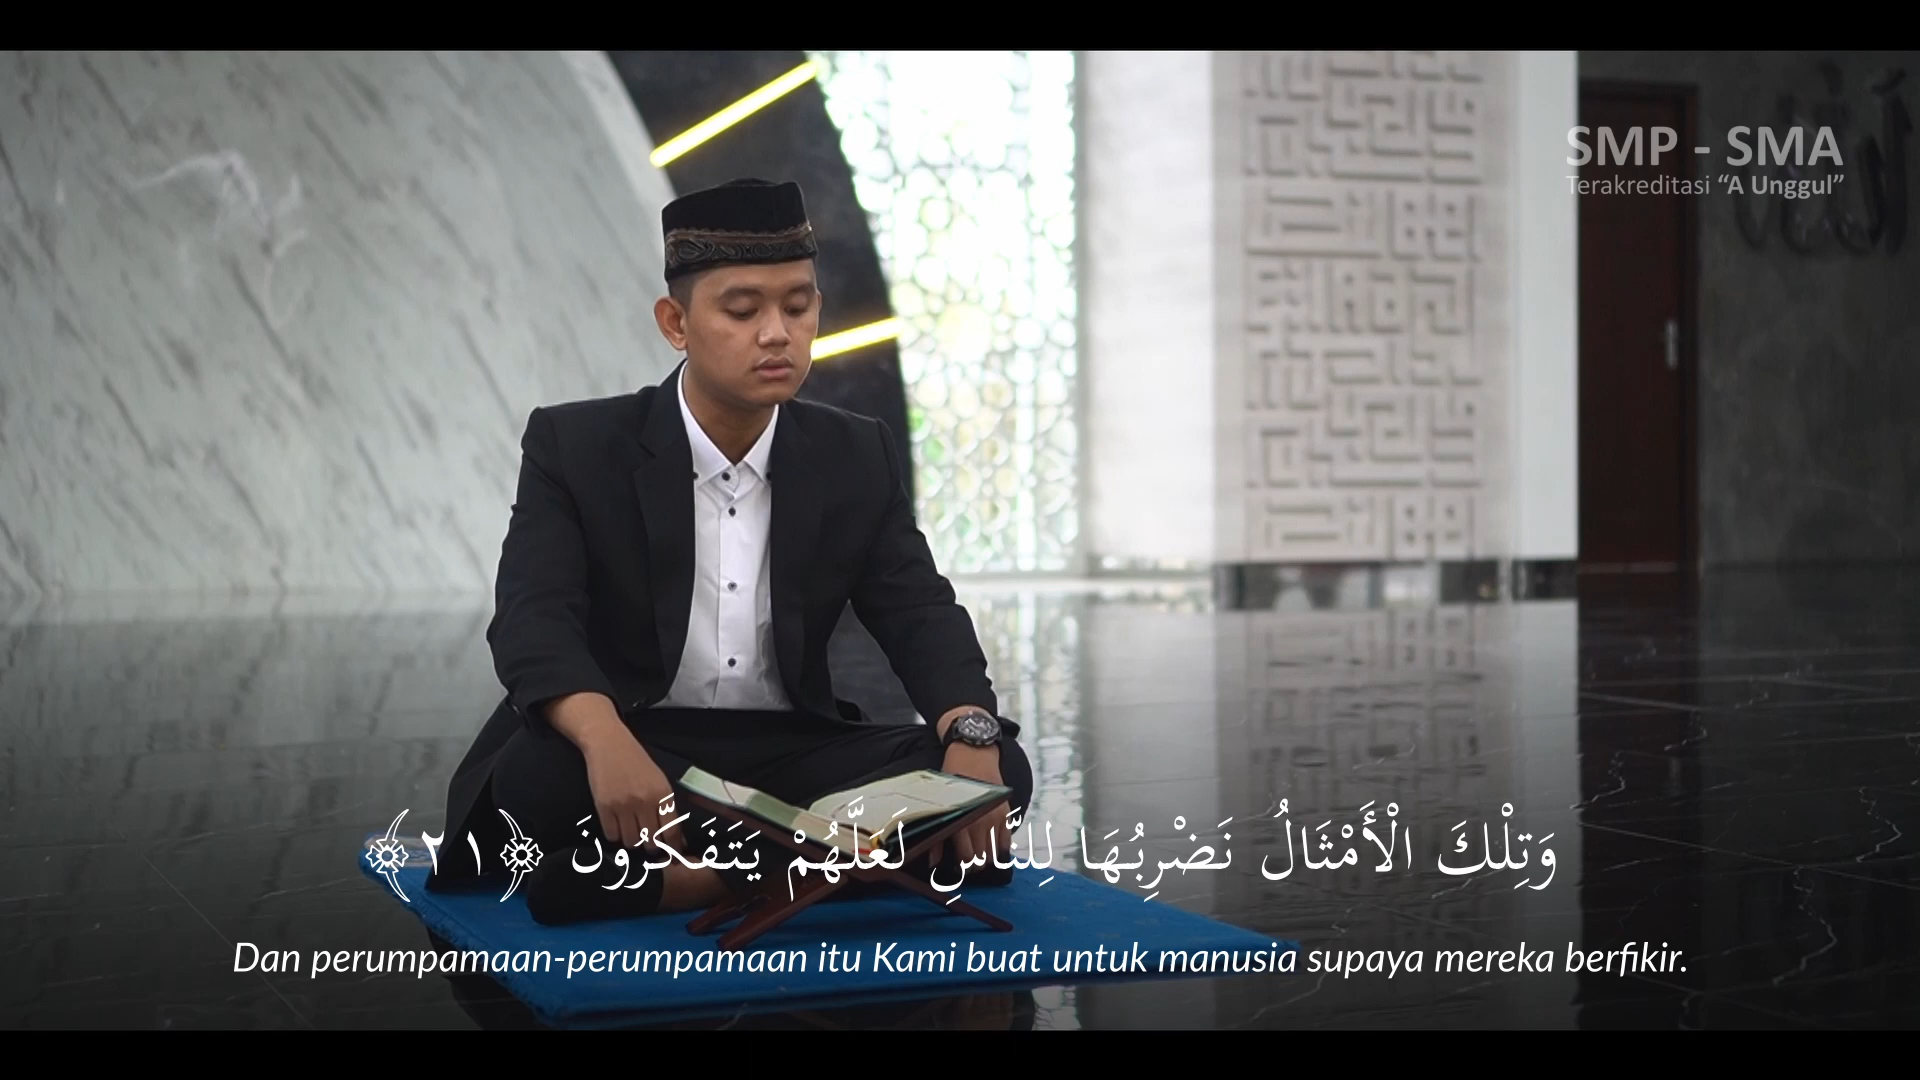 SMP - SMA
Terakreditasi “A Unggul”
وَتِلْكَ الْأَمْثَالُ نَضْرِبُهَا لِلنَّاسِ لَعَلَّهُمْ يَتَفَكَّرُونَ ﴿٢١﴾
Dan perumpamaan-perumpamaan itu Kami buat untuk manusia supaya mereka berfikir.